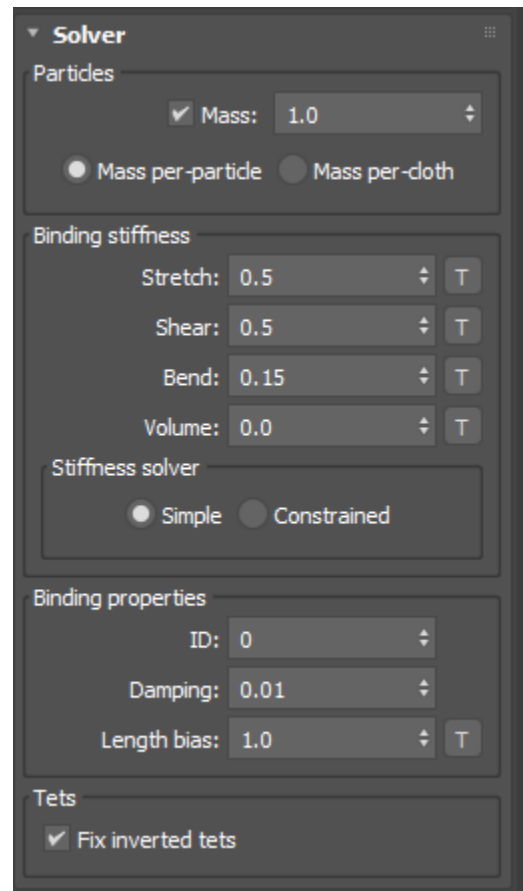 Solver
Particles
Mass: 1.0
Mass per-particle Mass per-cloth
Binding stiffness
Stretch: 0.5 T
Shear: 0.5 T
Bend: 0.15 T
Volume: 0.0 T
Stiffness solver
Simple Constrained
Binding properties
ID: 0
Damping: 0.01
Length bias: 1.0 T
Tets
Fix inverted tets